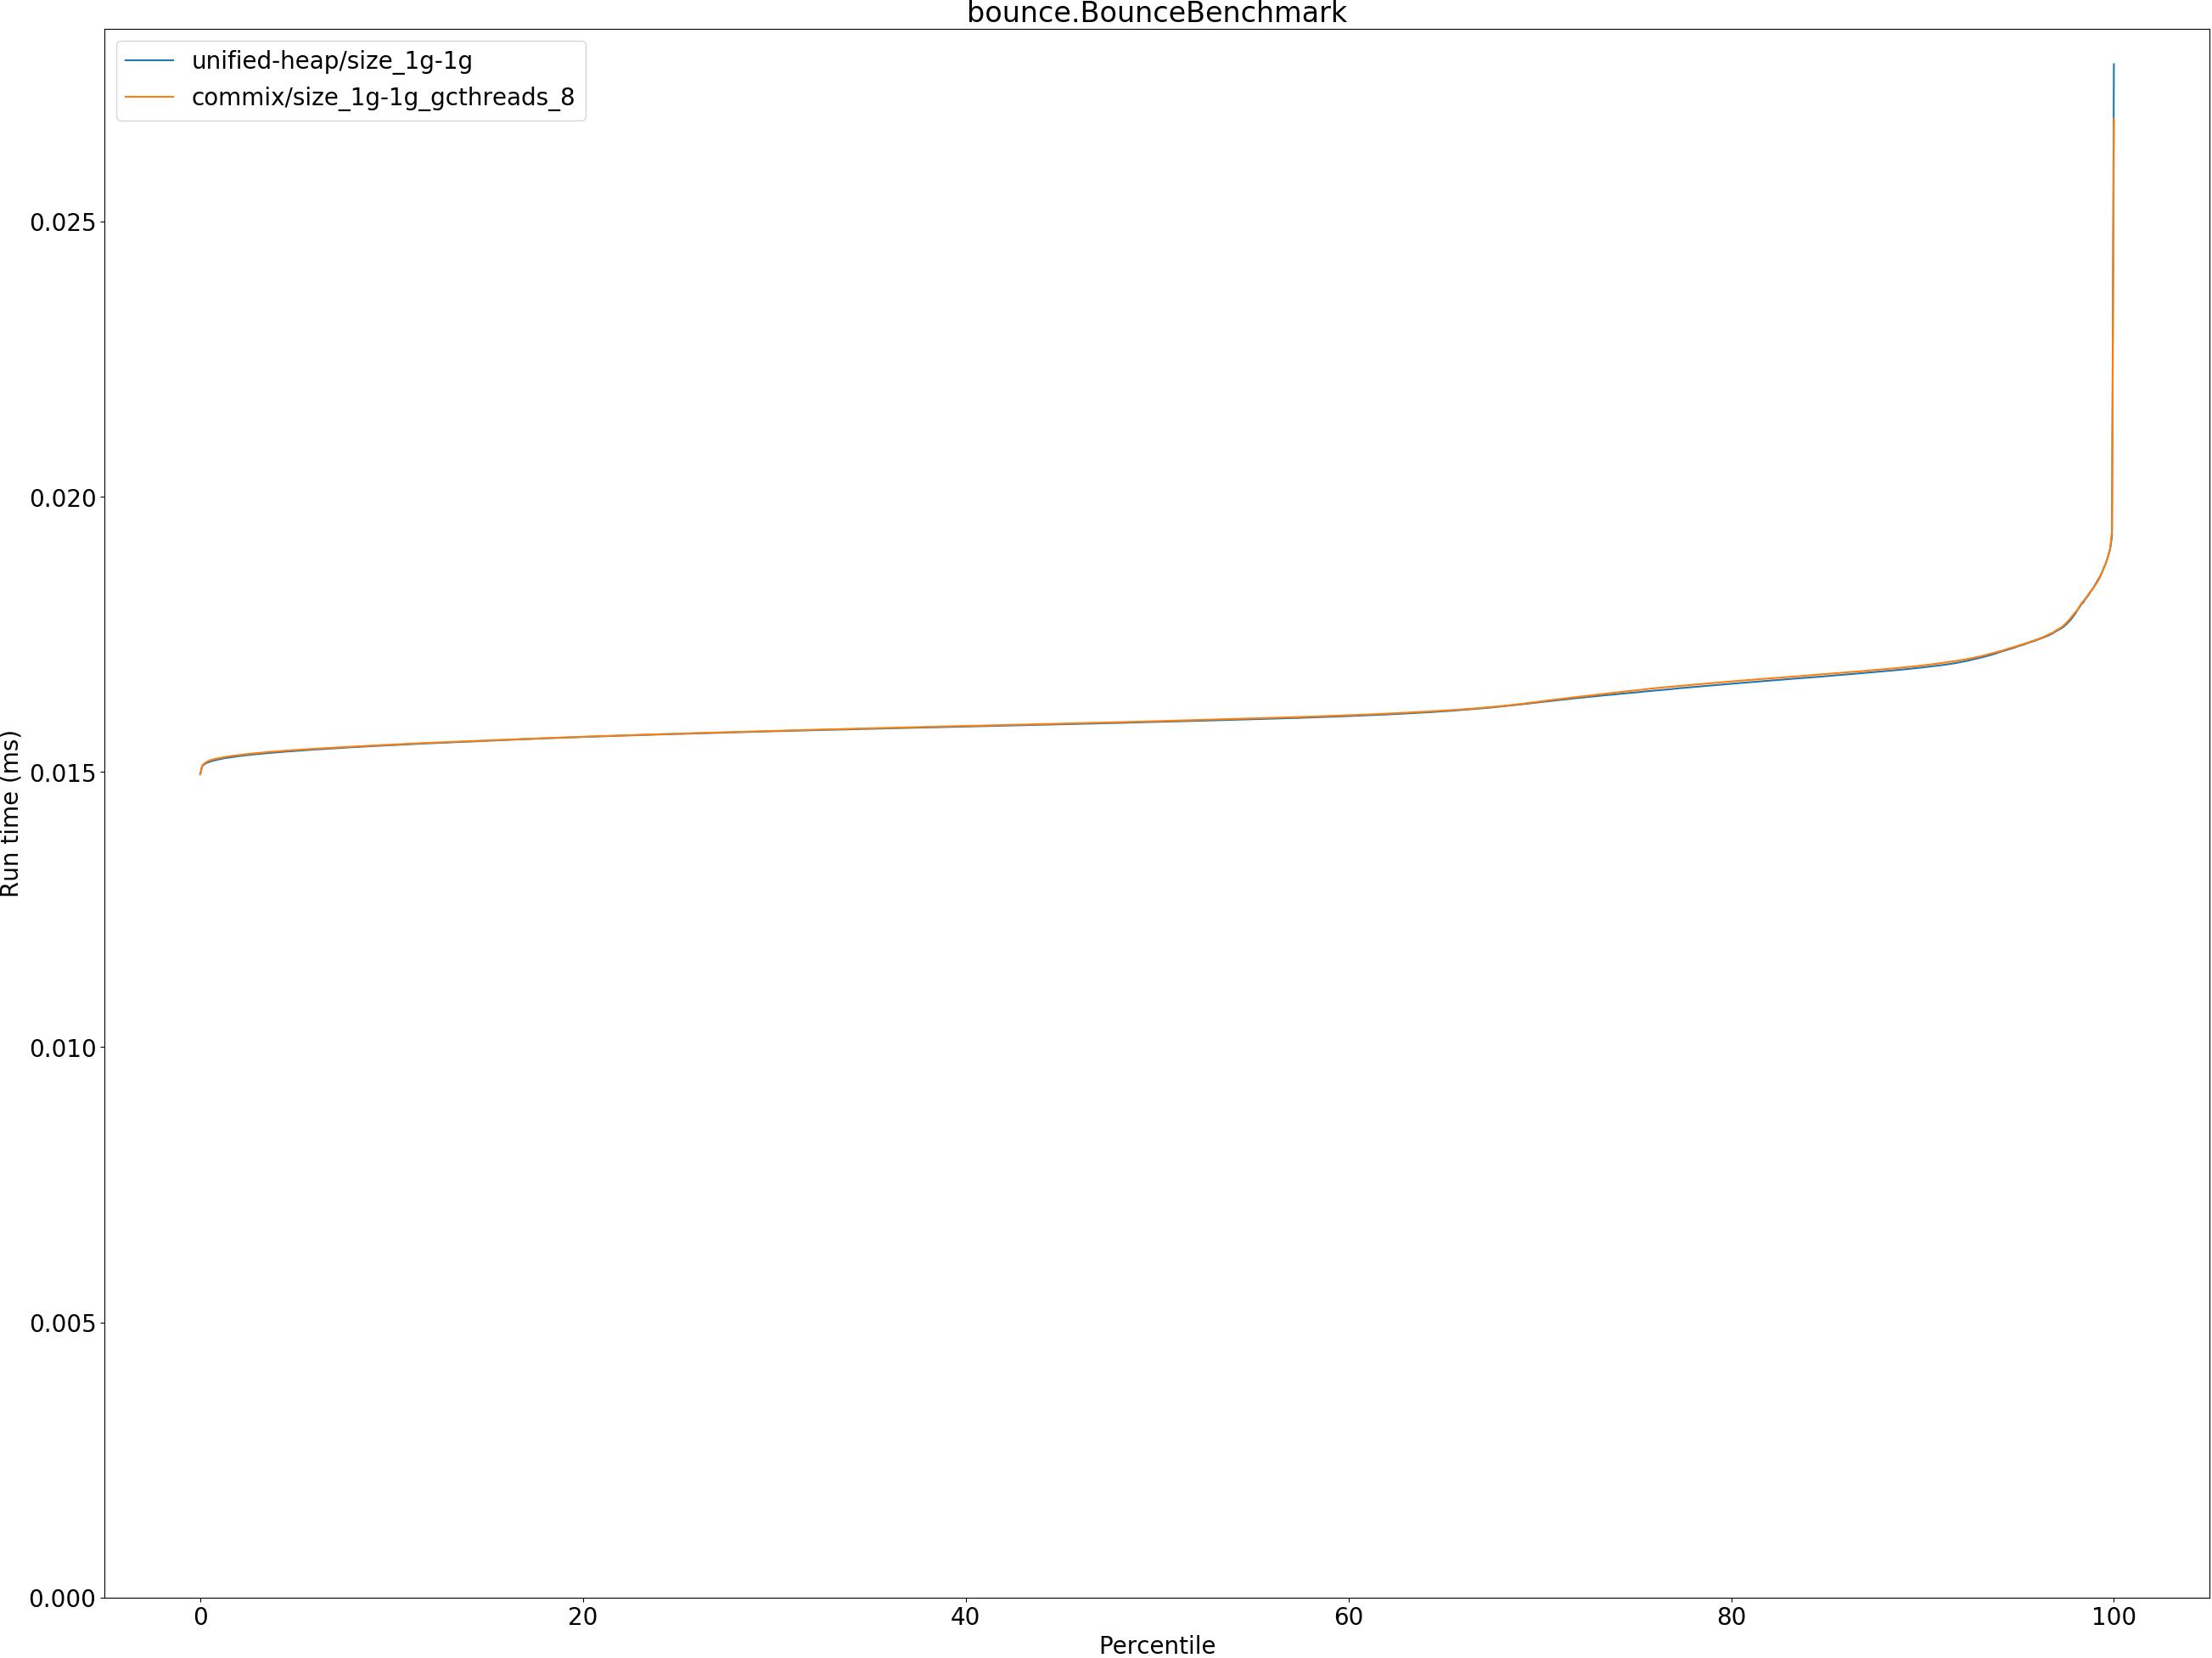 bounce.BounceBenchmark
unified-heap/size_1g-1g
commix/size_1g-1g_gcthreads_8
0.025
0.020
0.015
0.010
0.005
0.000
Run time (ms)
0 20 40 60 80 100
Percentile